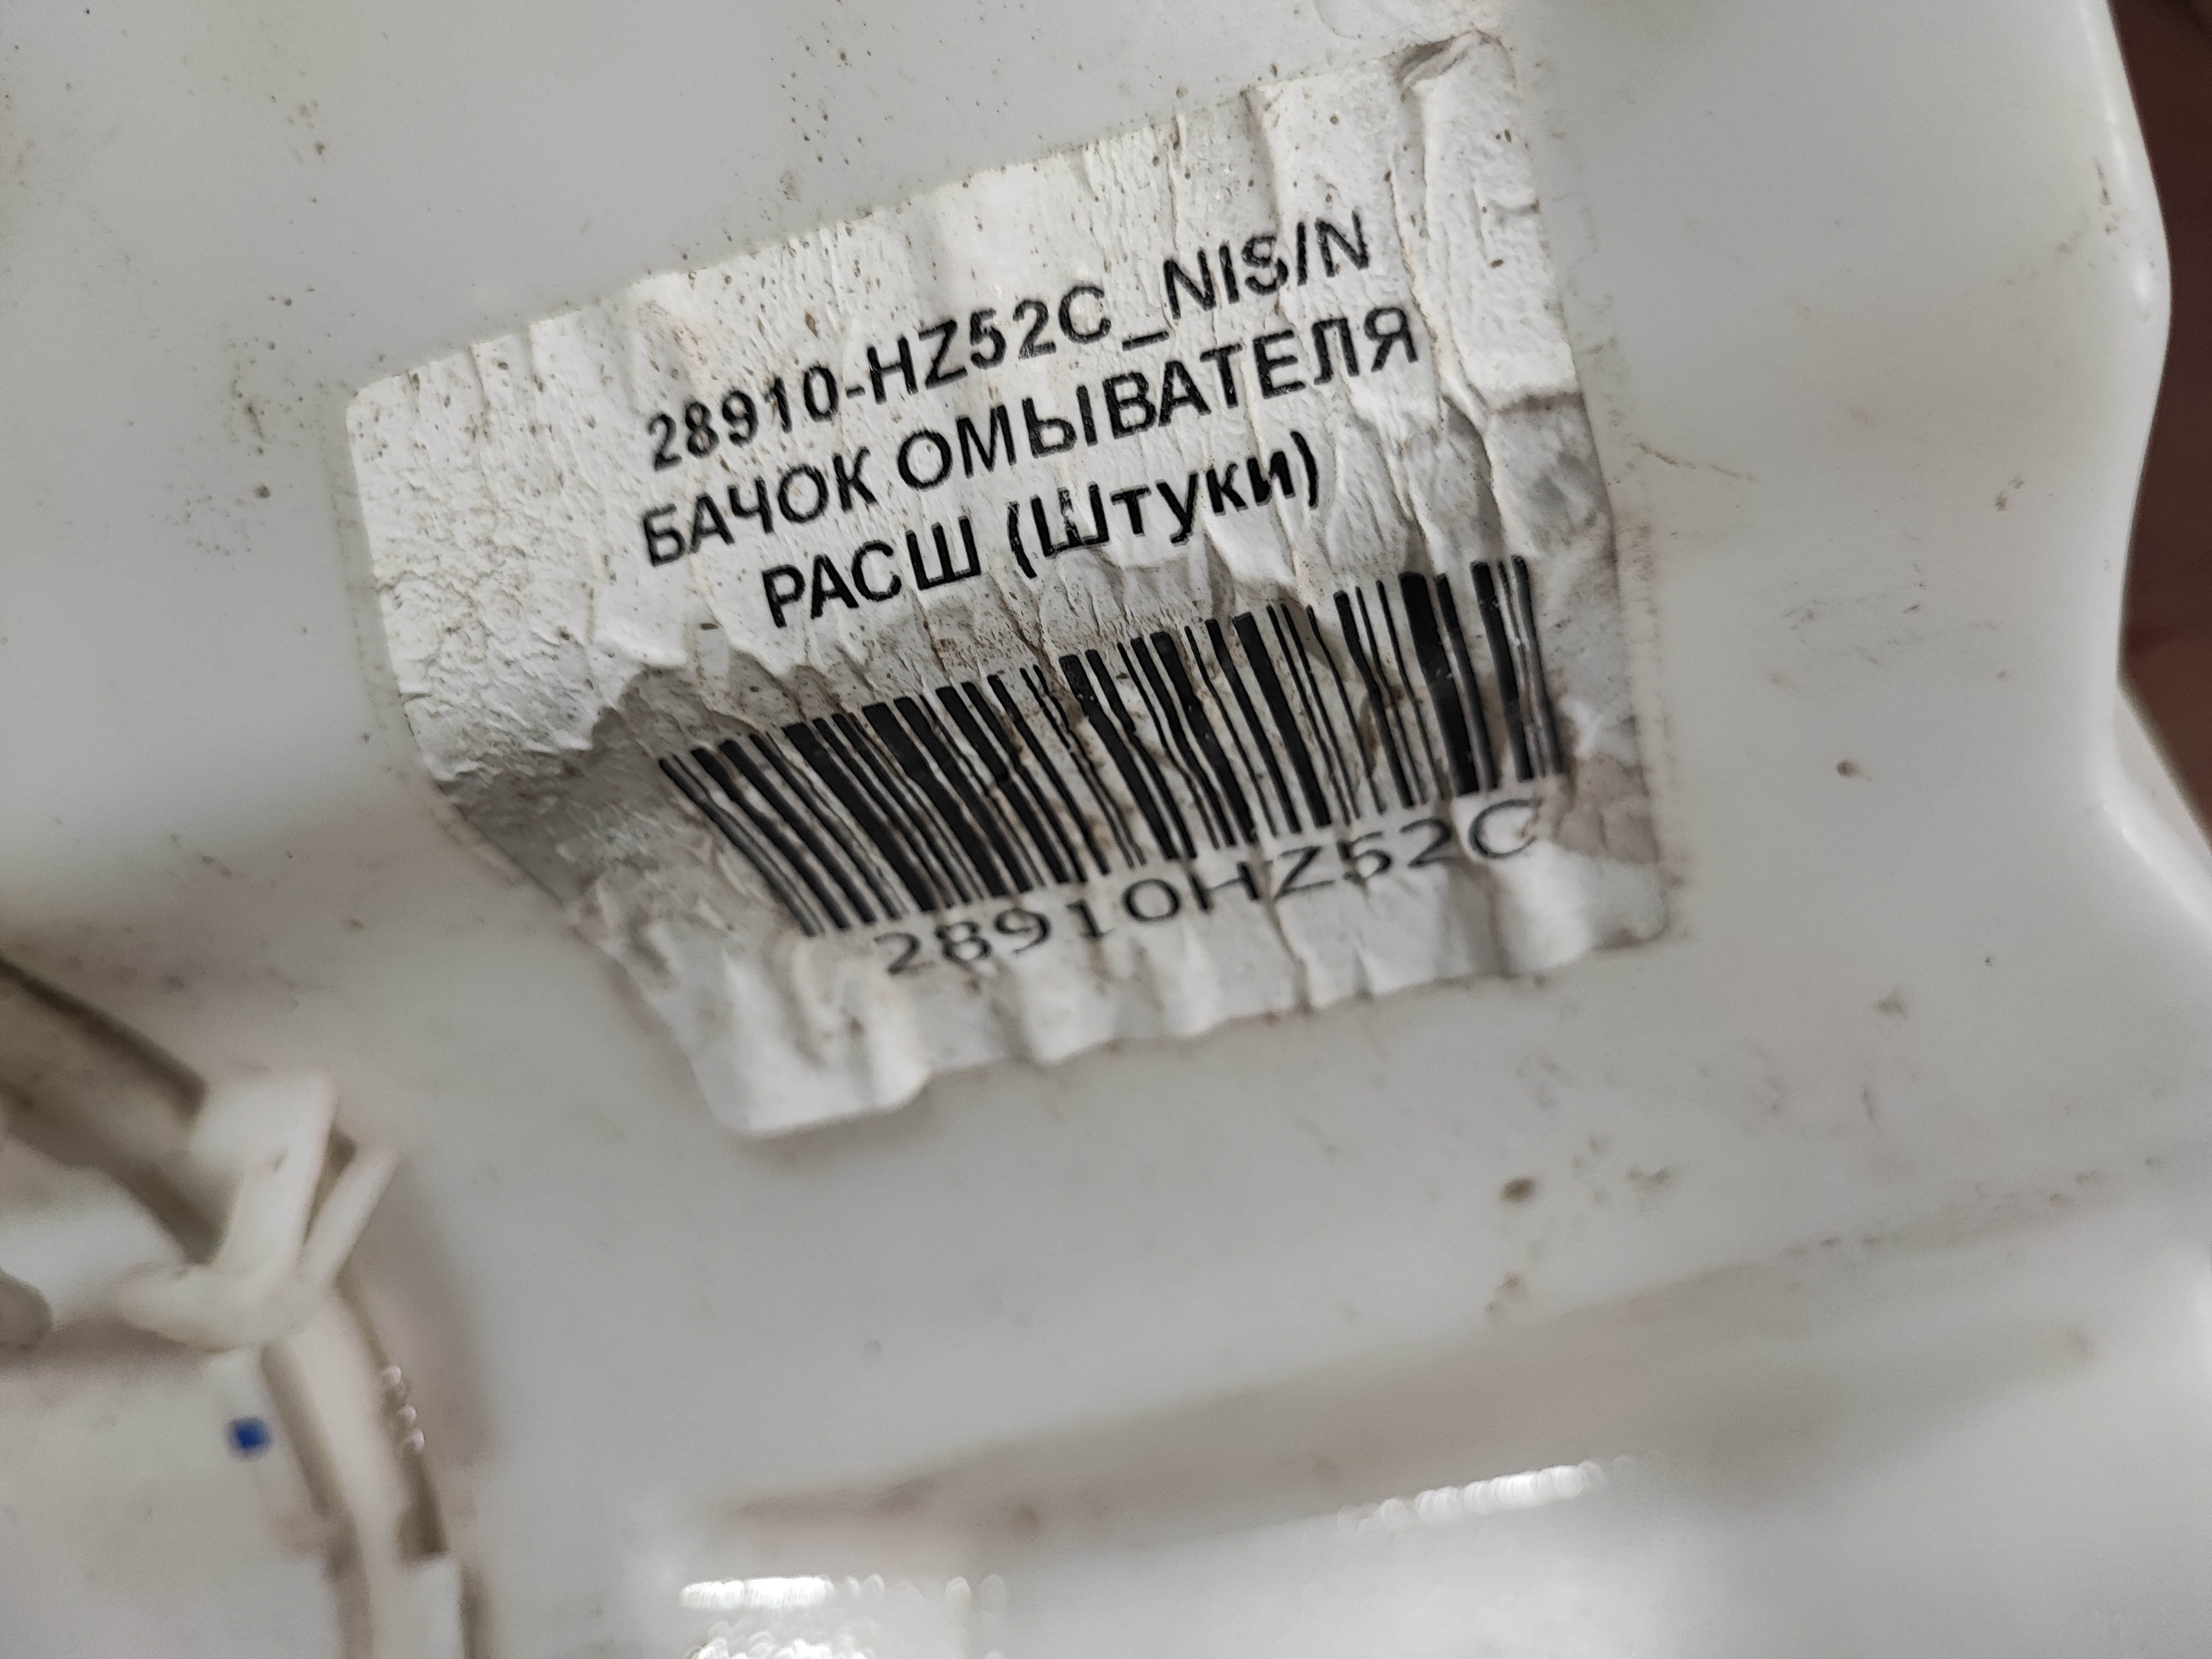 28910-HZ52C_NIS/N
БАЧОК ОМЫВАТЕЛЯ
РАСШ (Штуки)
28910HZ52C